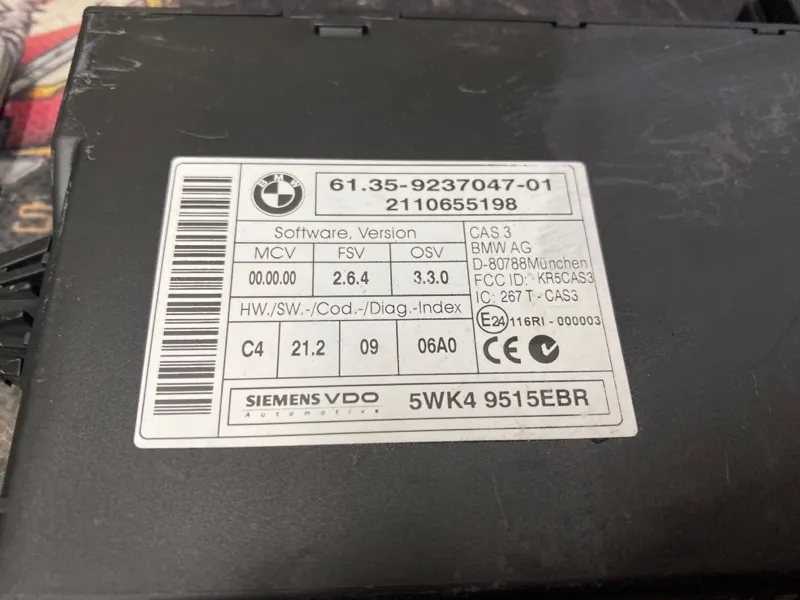 BMW
61.35-9237047-01
2110655198
Software, Version
MCV FSV OSV
00.00.00 2.6.4 3.3.0
HW./SW.-/Cod.-/Diag.-Index
C4 21.2 09 06A0
CAS 3
BMW AG
D-80788München
FCC ID: KR5CAS3
IC: 267 T - CAS3
E24 116RI - 000003
CE
SIEMENS VDO
Automotive
5WK4 9515EBR